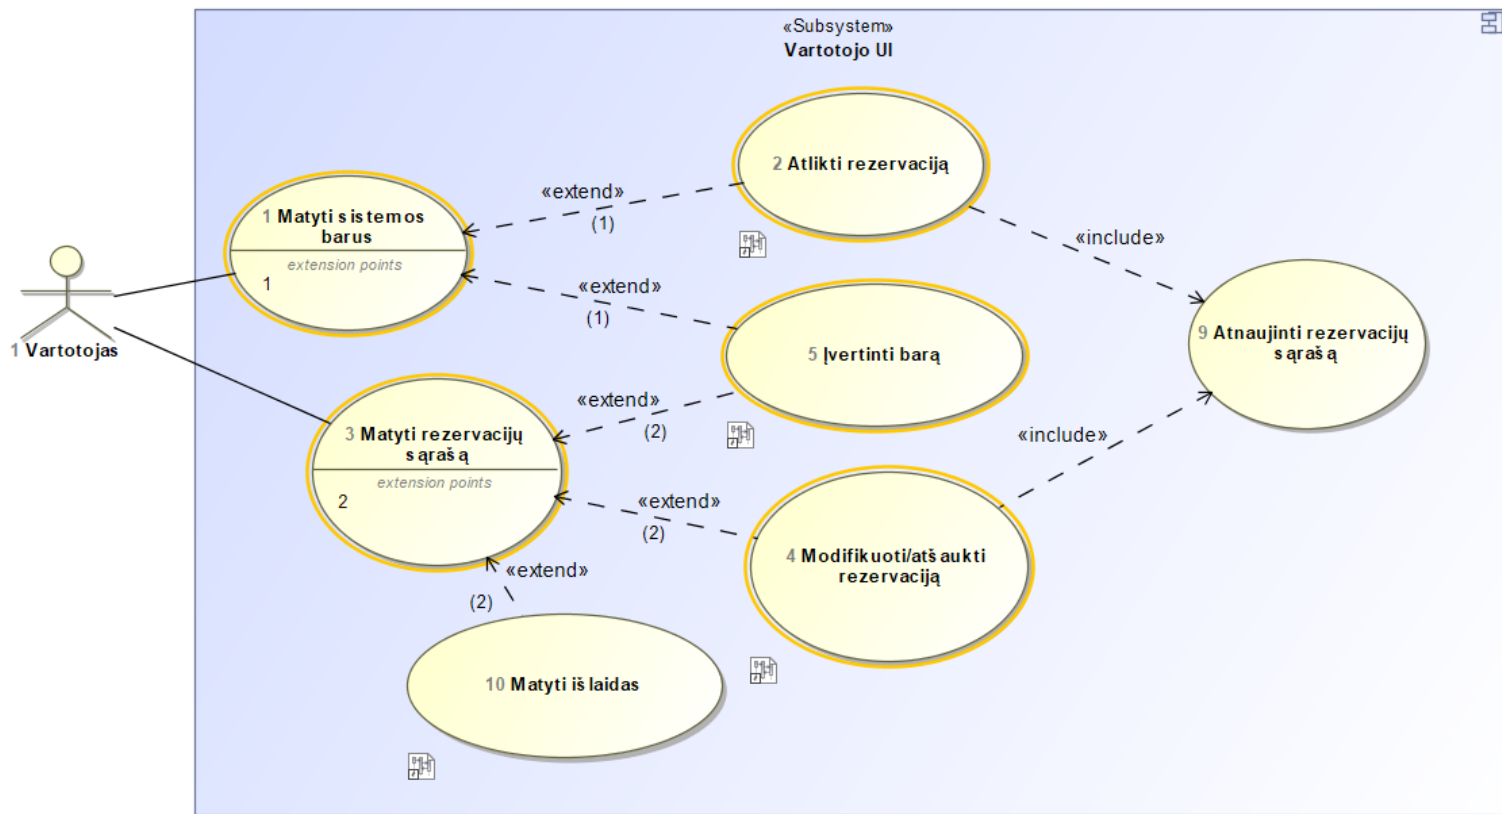 «Subsystem»
Vartotojo UI
2 Atlikti rezervaciją
«extend»
(1)
1 Matyti sistemos
barus
extension points
1
«include»
«extend»
(1)
5 Įvertinti barą
9 Atnaujinti rezervacijų
sąrašą
1 Vartotojas
«extend»
(2)
3 Matyti rezervacijų
sąrašą
extension points
2
«include»
«extend»
(2)
4 Modifikuoti/atšaukti
rezervaciją
«extend»
(2)
10 Matyti išlaidas